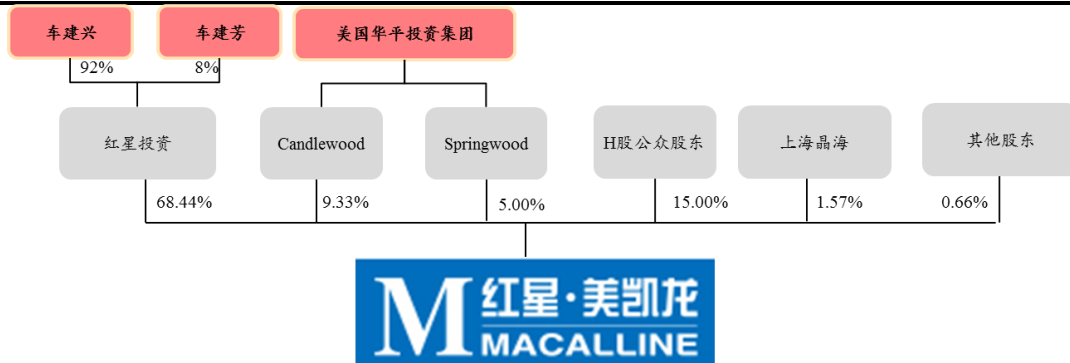 车建兴
车建芳
美国华平投资集团
92%
8%
红星投资
Candlewood
Springwood
H股公众股东
上海晶海
其他股东
68.44%
9.33%
5.00%
15.00%
1.57%
0.66%
M
红星·美凯龙
MACALLINE